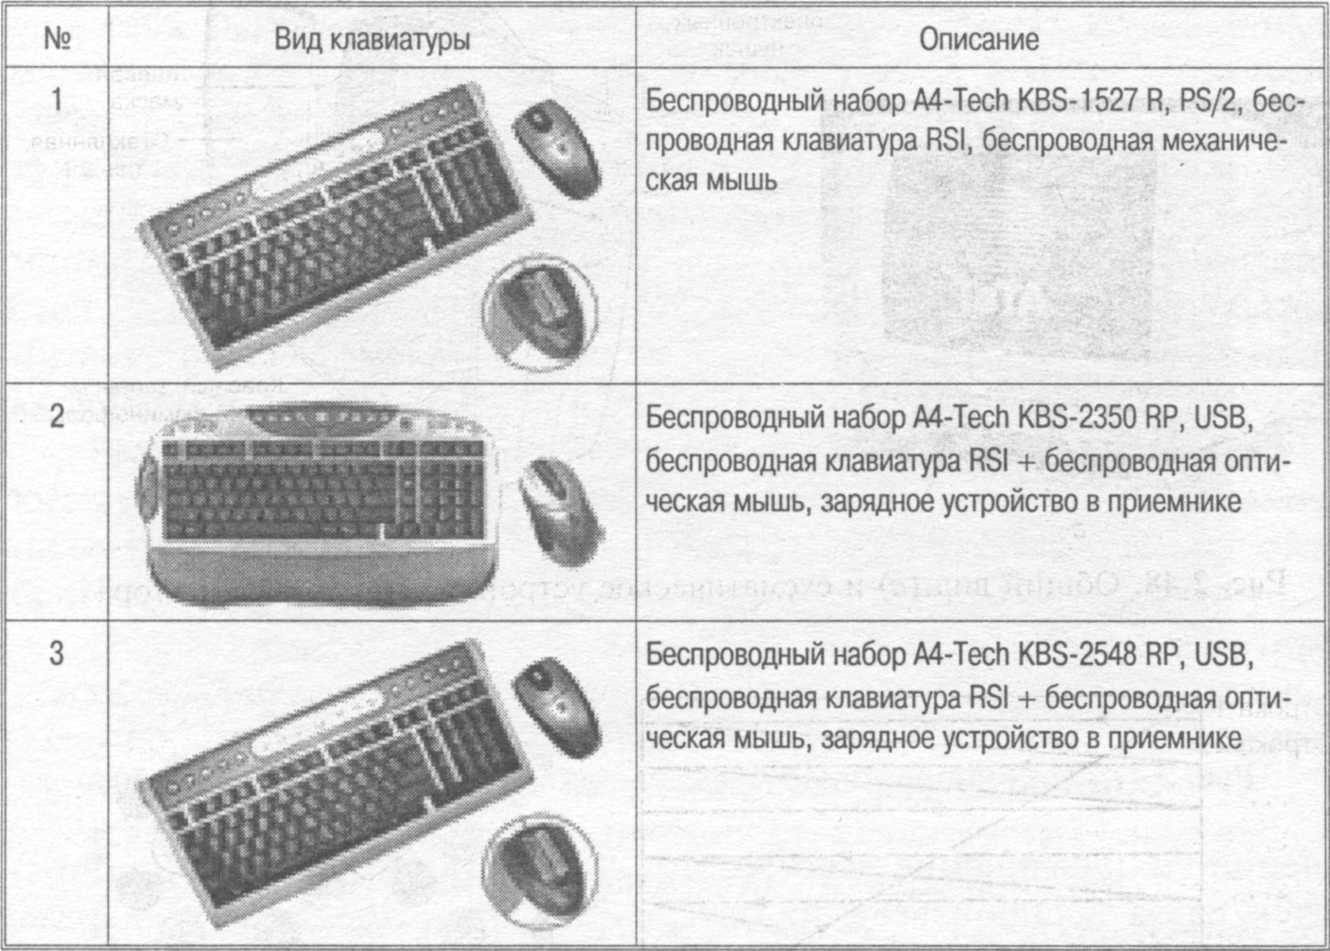 № Вид клавиатуры Описание
1
Беспроводный набор A4-Tech KBS-1527 R, PS/2, бес-
проводная клавиатура RSI, беспроводная механиче-
ская мышь
2
Беспроводный набор A4-Tech KBS-2350 RP, USB,
беспроводная клавиатура RSI + беспроводная опти-
ческая мышь, зарядное устройство в приемнике
3
Беспроводный набор A4-Tech KBS-2548 RP, USB,
беспроводная клавиатура RSI + беспроводная опти-
ческая мышь, зарядное устройство в приемнике